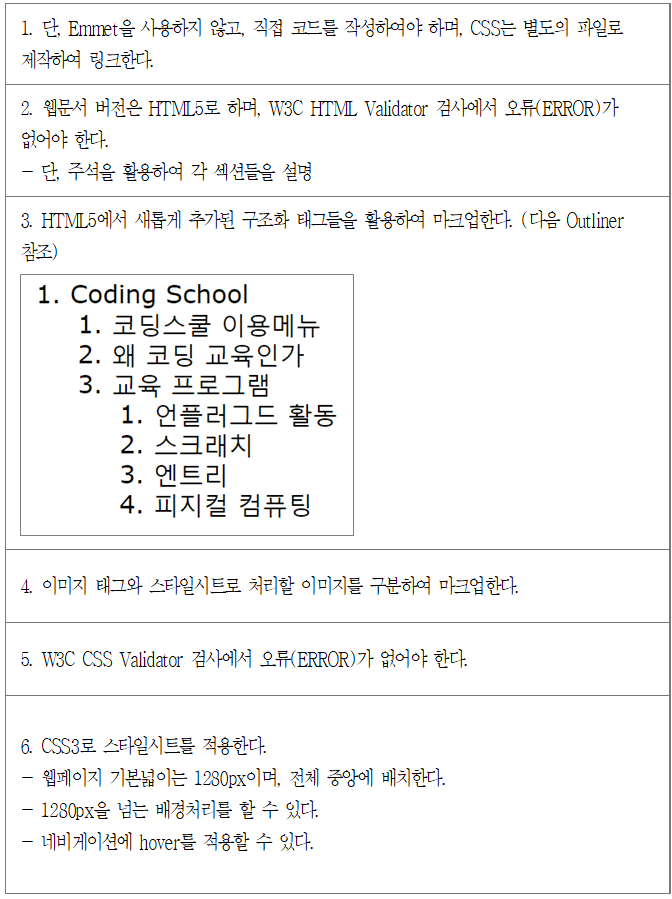 1. 단, Emmet을 사용하지 않고, 직접 코드를 작성하여야 하며, CSS는 별도의 파일로
제작하여 링크한다.
2. 웹문서 버전은 HTML5로 하며, W3C HTML Validator 검사에서 오류(ERROR)가
없어야 한다.
- 단, 주석을 활용하여 각 섹션들을 설명
3. HTML5에서 새롭게 추가된 구조화 태그들을 활용하여 마크업한다. (다음 Outliner
참조)
1. Coding School
1. 코딩스쿨 이용메뉴
2. 왜 코딩 교육인가
3. 교육 프로그램
1. 언플러그드 활동
2. 스크래치
3. 엔트리
4. 피지컬 컴퓨팅
4. 이미지 태그와 스타일시트로 처리할 이미지를 구분하여 마크업한다.
5. W3C CSS Validator 검사에서 오류(ERROR)가 없어야 한다.
6. CSS3로 스타일시트를 적용한다.
- 웹페이지 기본넓이는 1280px이며, 전체 중앙에 배치한다.
- 1280px을 넘는 배경처리를 할 수 있다.
- 네비게이션에 hover를 적용할 수 있다.